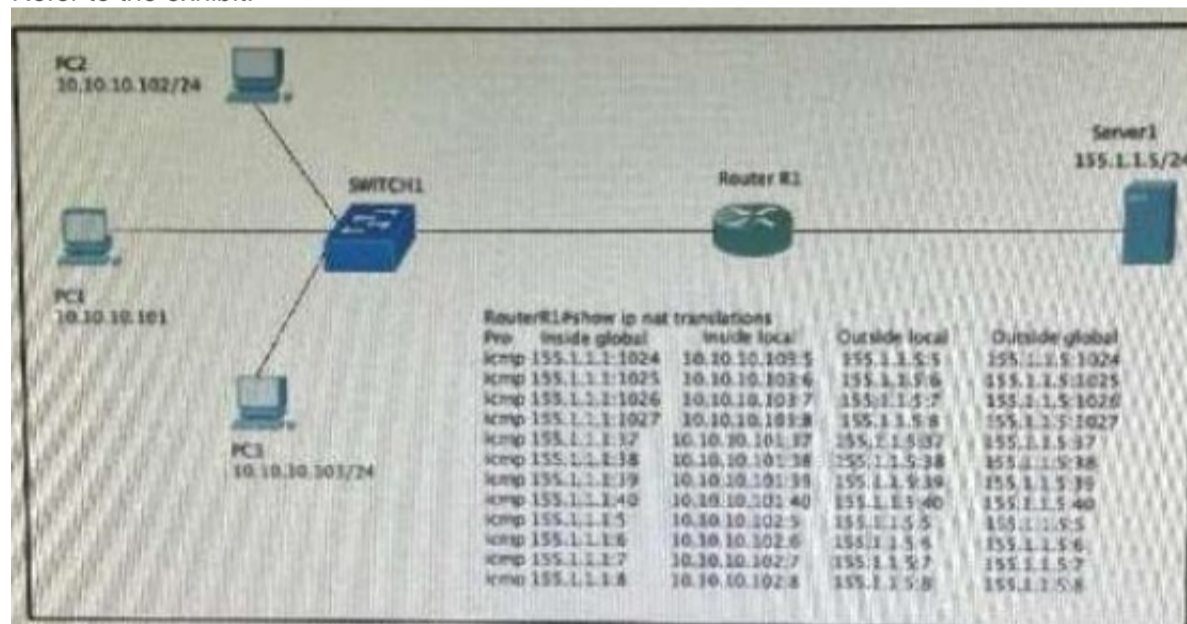 PC2
10.10.10.102/24
Server1
155.1.1.5/24
SWITCH1
Router R1
PC1
10.10.10.101
PC3
10.10.10.103/24
RouterR1#show ip nat translations
Pro Inside global Inside local Outside local Outside global
icmp 155.1.1.1:1024 10.10.10.103:5 155.1.1.5:5 155.1.1.5:1024
icmp 155.1.1.1:1025 10.10.10.103:6 155.1.1.5:6 155.1.1.5:1025
icmp 155.1.1.1:1026 10.10.10.103:7 155.1.1.5:7 155.1.1.5:1026
icmp 155.1.1.1:1027 10.10.10.103:8 155.1.1.5:8 155.1.1.5:1027
icmp 155.1.1.1:37 10.10.10.101:37 155.1.1.5:37 155.1.1.5:37
icmp 155.1.1.1:38 10.10.10.101:38 155.1.1.5:38 155.1.1.5:38
icmp 155.1.1.1:39 10.10.10.101:39 155.1.1.5:39 155.1.1.5:39
icmp 155.1.1.1:40 10.10.10.101:40 155.1.1.5:40 155.1.1.5:40
icmp 155.1.1.1:5 10.10.10.102:5 155.1.1.5:5 155.1.1.5:5
icmp 155.1.1.1:6 10.10.10.102:6 155.1.1.5:6 155.1.1.5:6
icmp 155.1.1.1:7 10.10.10.102:7 155.1.1.5:7 155.1.1.5:7
icmp 155.1.1.1:8 10.10.10.102:8 155.1.1.5:8 155.1.1.5:8